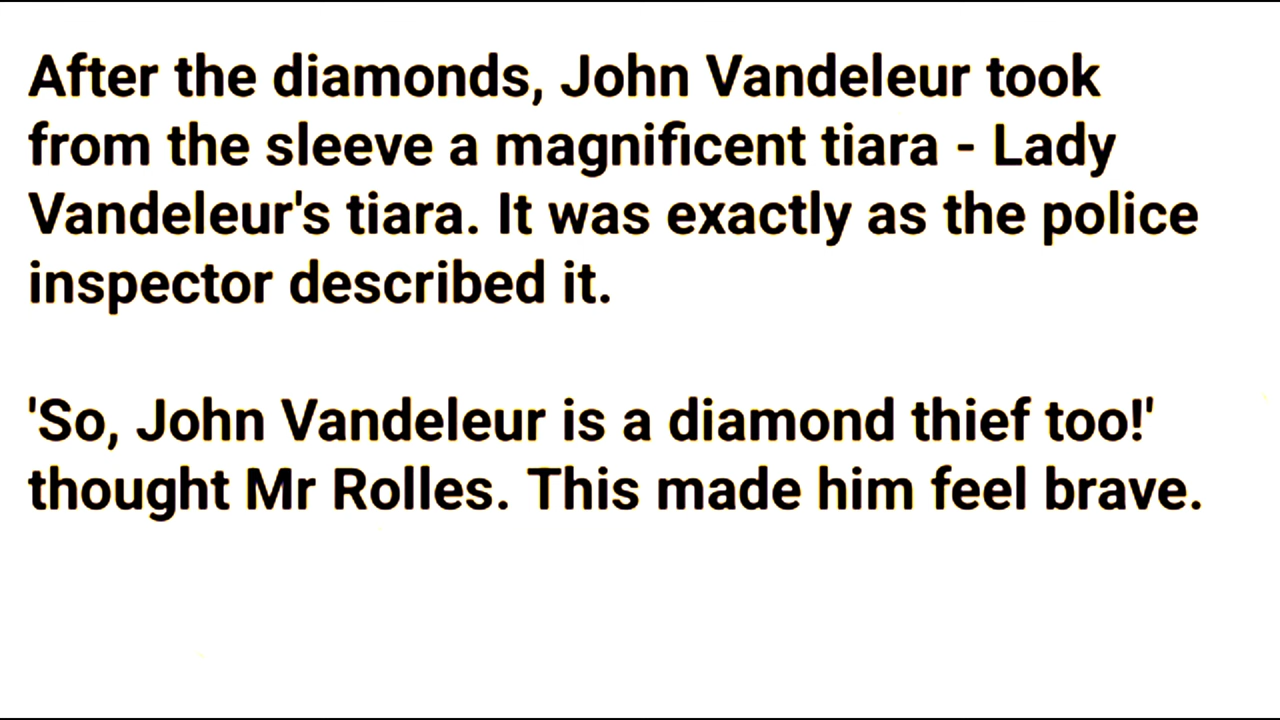 After the diamonds, John Vandeleur took
from the sleeve a magnificent tiara - Lady
Vandeleur's tiara. It was exactly as the police
inspector described it.
'So, John Vandeleur is a diamond thief too!'
thought Mr Rolles. This made him feel brave.